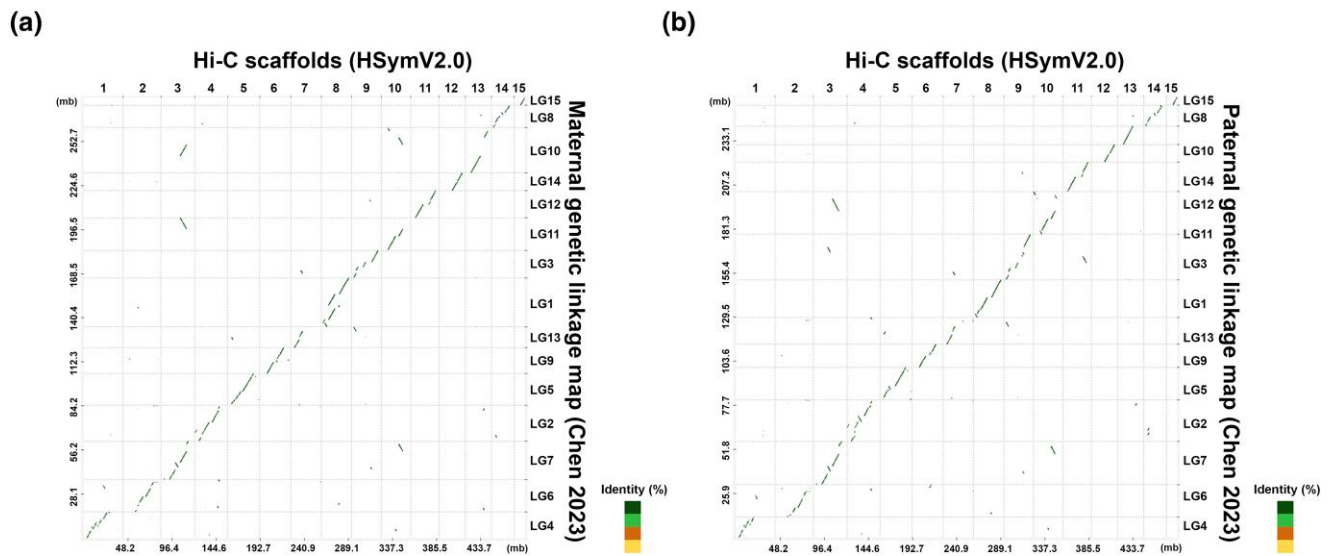 (a)
Hi-C scaffolds (HSymV2.0)
1 2 3 4 5 6 7 8 9 10 11 12 13 14 15
(mb)
252.7
224.6
196.5
168.5
140.4
112.3
84.2
56.2
28.1
LG15
LG8
LG10
LG14
LG12
LG11
LG3
LG1
LG13
LG9
LG5
LG2
LG7
LG6
LG4
Maternal genetic linkage map (Chen 2023)
48.2 96.4 144.6 192.7 240.9 289.1 337.3 385.5 433.7 (mb)
Identity (%)
(b)
Hi-C scaffolds (HSymV2.0)
1 2 3 4 5 6 7 8 9 10 11 12 13 14 15
(mb)
233.1
207.2
181.3
155.4
129.5
103.6
77.7
51.8
25.9
LG15
LG8
LG10
LG14
LG12
LG11
LG3
LG1
LG13
LG9
LG5
LG2
LG7
LG6
LG4
Paternal genetic linkage map (Chen 2023)
48.2 96.4 144.6 192.7 240.9 289.1 337.3 385.5 433.7 (mb)
Identity (%)